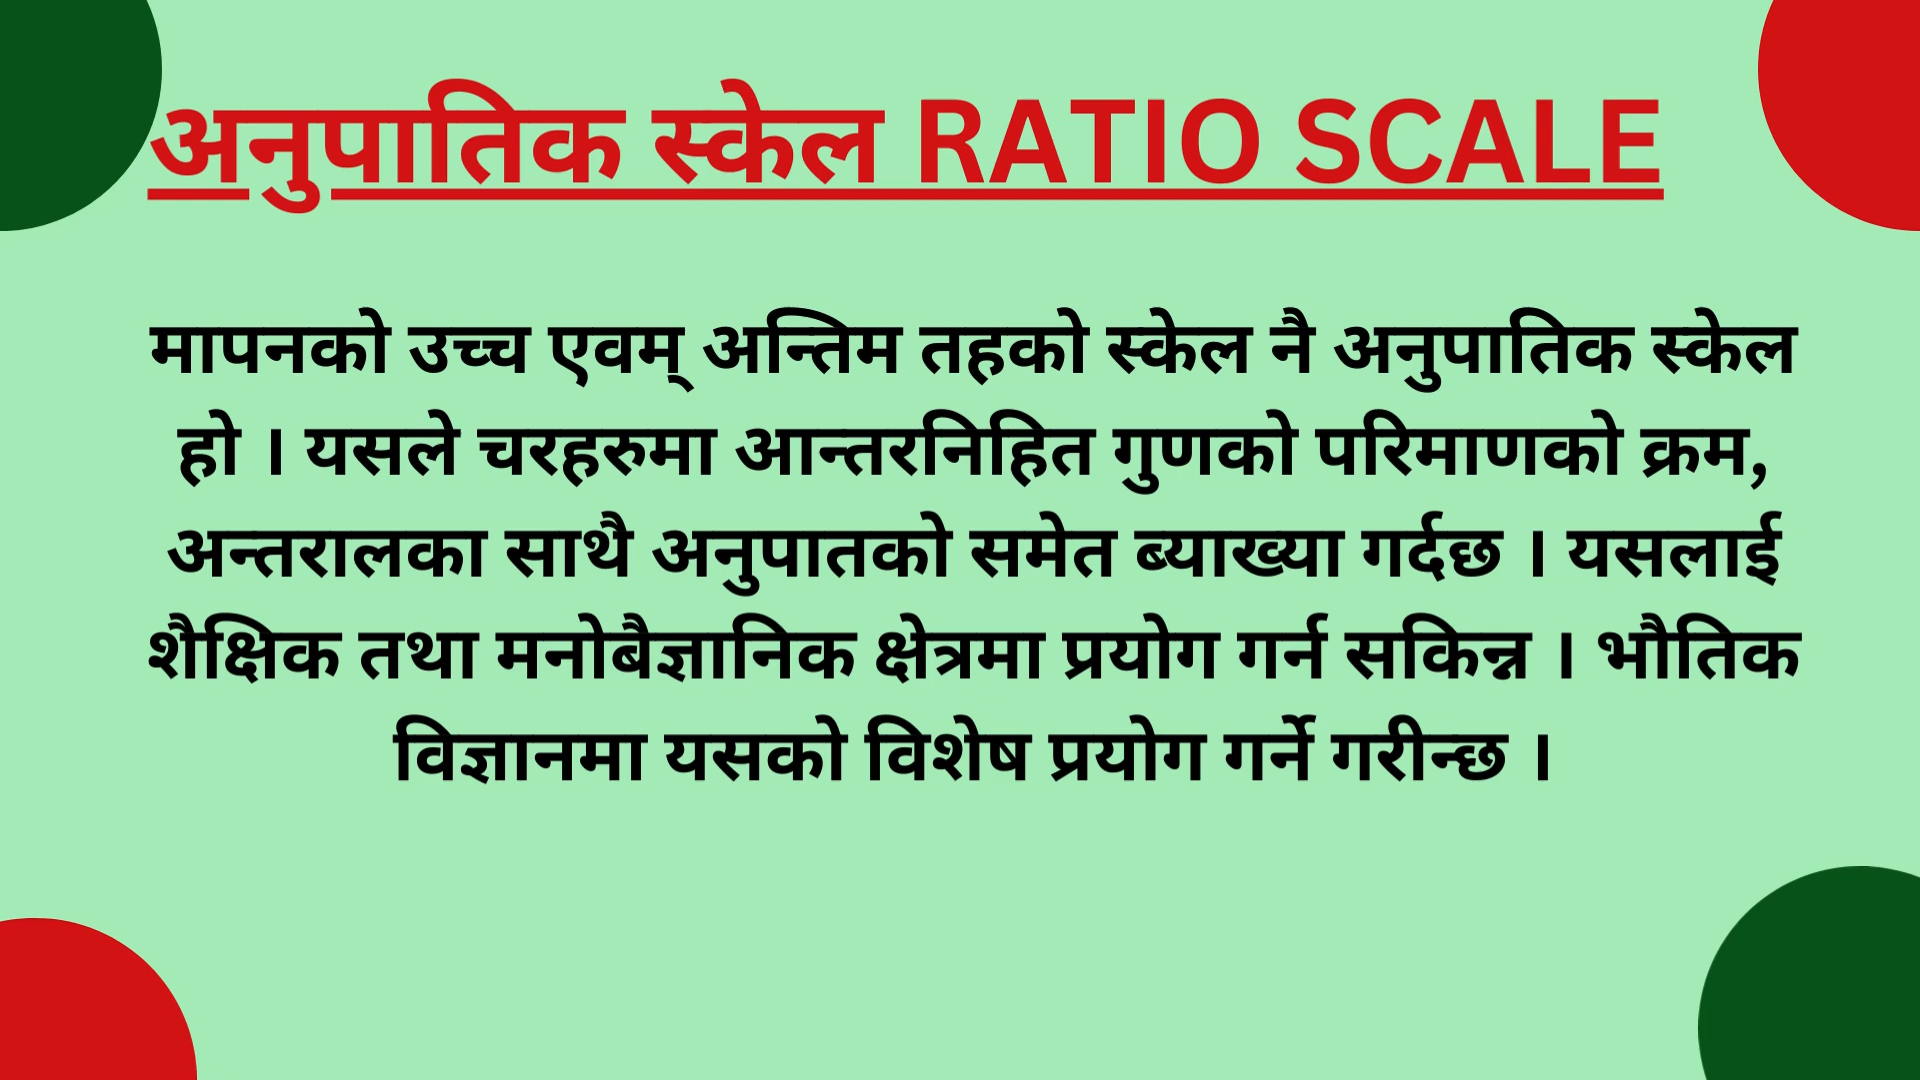 अनुपातिक स्केल RATIO SCALE
मापनको उच्च एवम् अन्तिम तहको स्केल नै अनुपातिक स्केल
हो । यसले चरहरुमा आन्तरनिहित गुणको परिमाणको क्रम,
अन्तरालका साथै अनुपातको समेत ब्याख्या गर्दछ । यसलाई
शैक्षिक तथा मनोबैज्ञानिक क्षेत्रमा प्रयोग गर्न सकिन्न । भौतिक
विज्ञानमा यसको विशेष प्रयोग गर्ने गरीन्छ ।